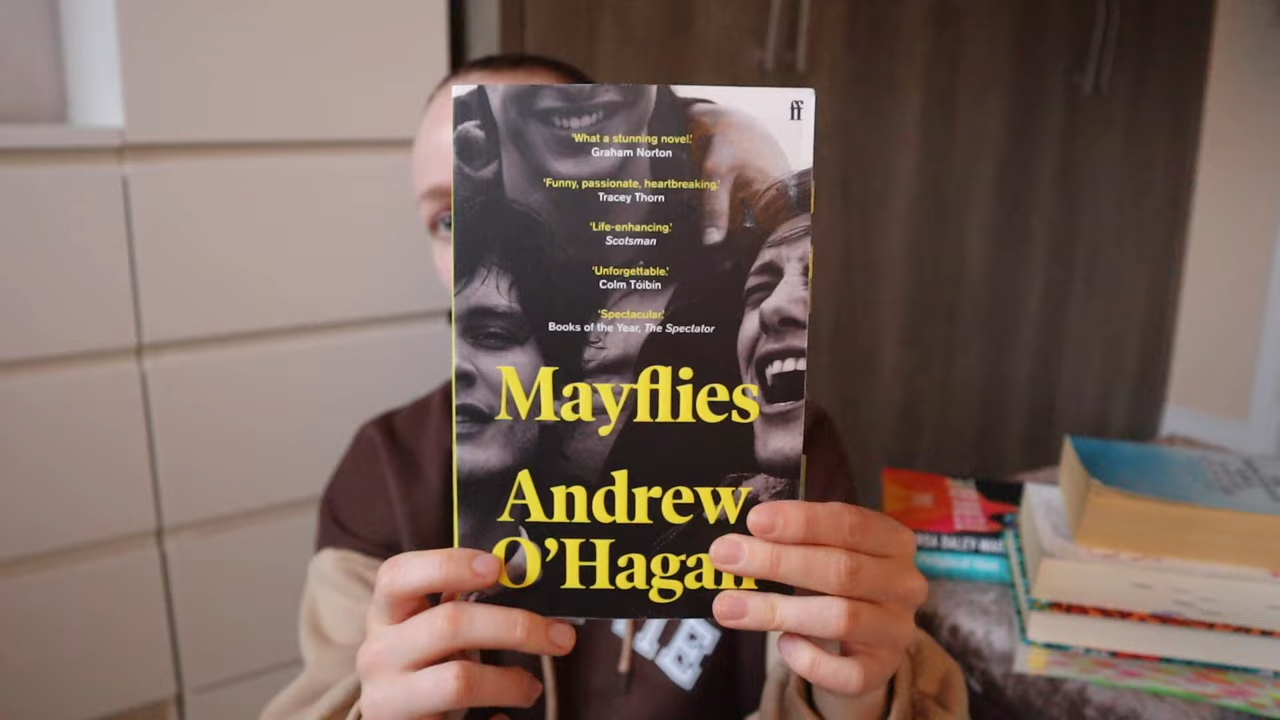 ff
'What a stunning novel.'
Graham Norton
'Funny, passionate, heartbreaking.'
Tracey Thorn
'Life-enhancing.'
Scotsman
'Unforgettable.'
Colm Tóibín
'Spectacular.'
Books of the Year, The Spectator
Mayflies
Andrew
O'Hagan